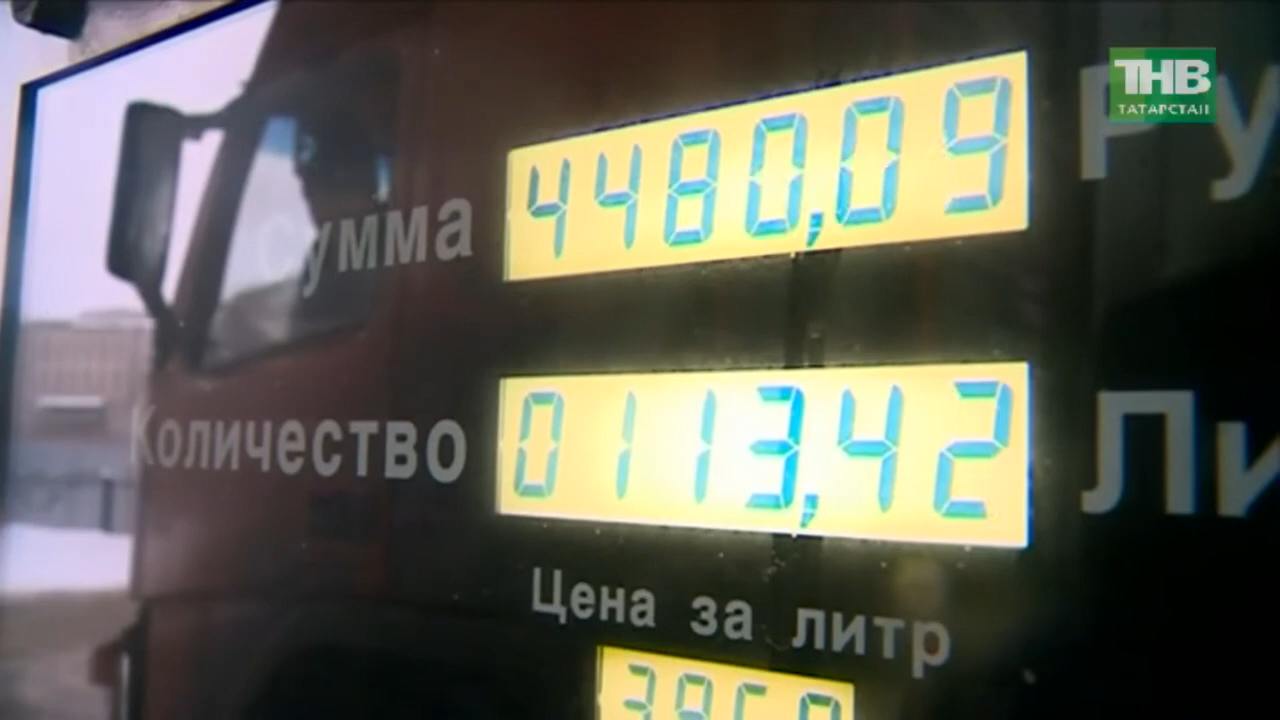 ТНВ
ТАТАРСТАН
Сумма 4480,09 Ру
Количество 0113,42 Ли
Цена за литр